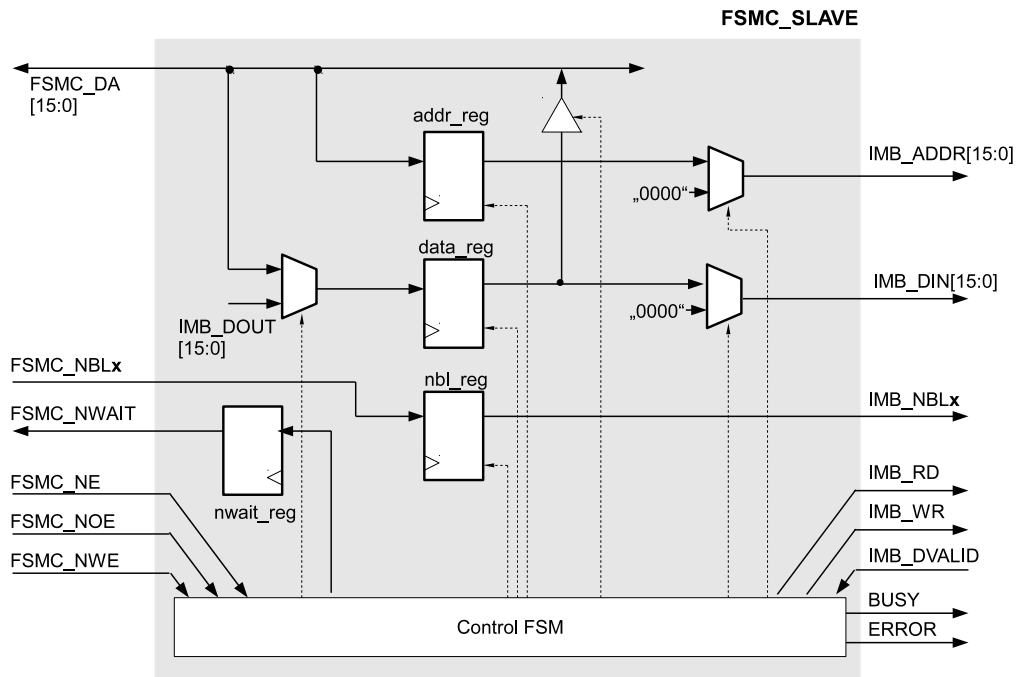 FSMC_SLAVE
FSMC_DA
[15:0]
addr_reg
IMB_ADDR[15:0]
„0000“
data_reg
IMB_DIN[15:0]
„0000“
IMB_DOUT
[15:0]
FSMC_NBLx
nbl_reg
FSMC_NWAIT
IMB_NBLx
FSMC_NE
IMB_RD
nwait_reg
FSMC_NOE
IMB_WR
FSMC_NWE
IMB_DVALID
BUSY
Control FSM
ERROR